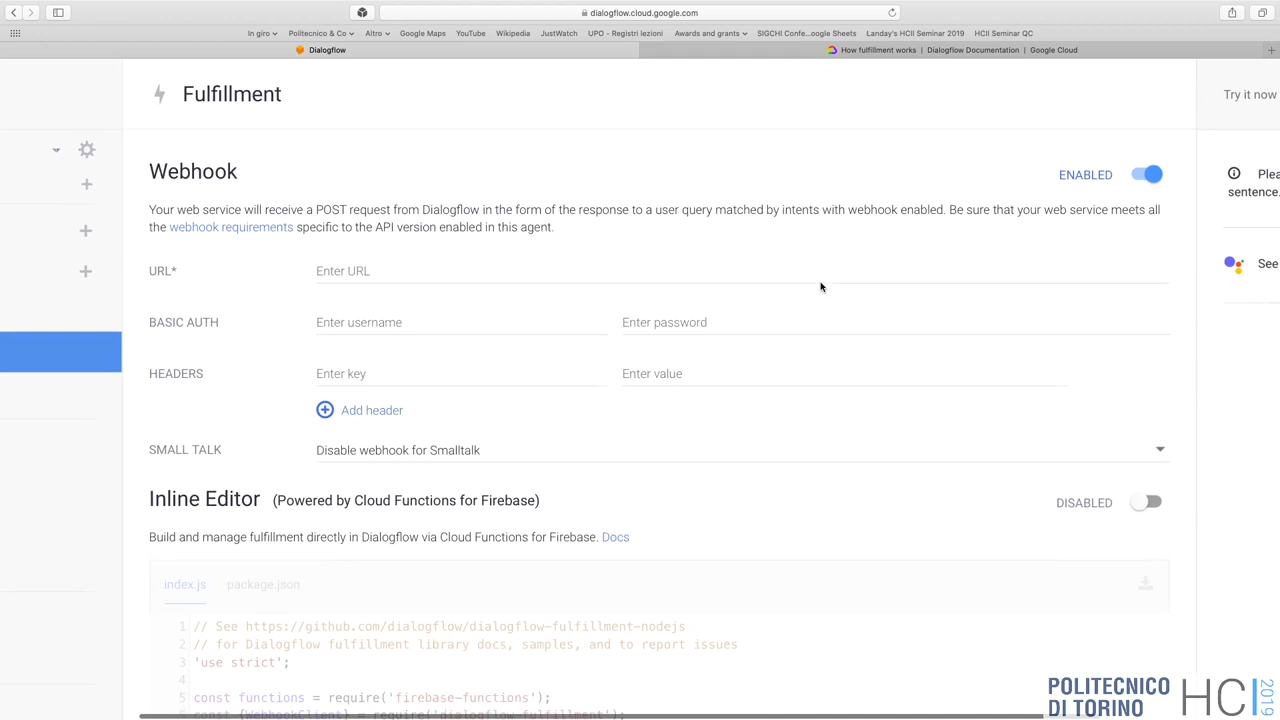 dialogflow.cloud.google.com
In giro Politecnico & Co Altro Google Maps YouTube Wikipedia JustWatch UPO - Registri lezioni Awards and grants SIGCHI Confe...oogle Sheets Landay's HCII Seminar 2019 HCII Seminar QC
Dialogflow
How fulfillment works | Dialogflow Documentation | Google Cloud
Fulfillment
Try it now
Webhook
ENABLED
Plea
sentence.
Your web service will receive a POST request from Dialogflow in the form of the response to a user query matched by intents with webhook enabled. Be sure that your web service meets all
the webhook requirements specific to the API version enabled in this agent.
URL*
Enter URL
See
BASIC AUTH
Enter username
Enter password
HEADERS
Enter key
Enter value
Add header
SMALL TALK
Disable webhook for Smalltalk
Inline Editor (Powered by Cloud Functions for Firebase)
DISABLED
Build and manage fulfillment directly in Dialogflow via Cloud Functions for Firebase. Docs
index.js package.json
1 // See https://github.com/dialogflow/dialogflow-fulfillment-nodejs
2 // for Dialogflow fulfillment library docs, samples, and to report issues
3 'use strict';
4
5 const functions = require('firebase-functions');
6 const {WebhookClient} = require('dialogflow-fulfillment');
POLITECNICO
DI TORINO
HCI 2019